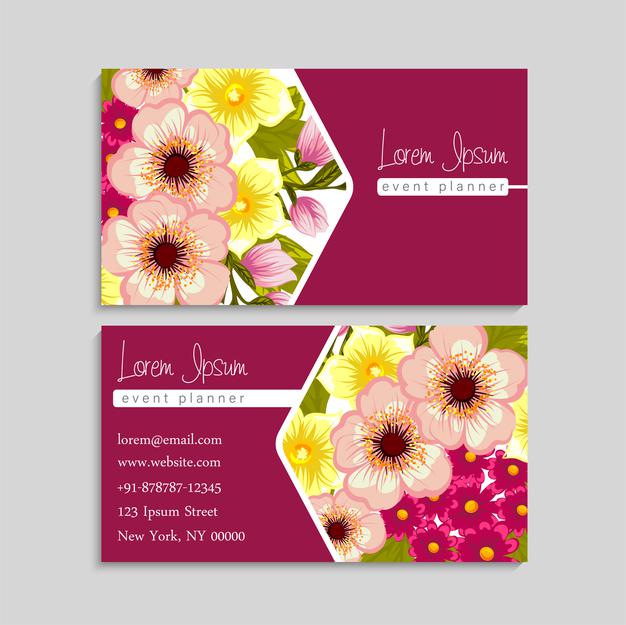 Lorem Ipsum
event planner
Lorem Ipsum
event planner
lorem@email.com
www.website.com
+91-878787-12345
123 Ipsum Street
New York, NY 00000